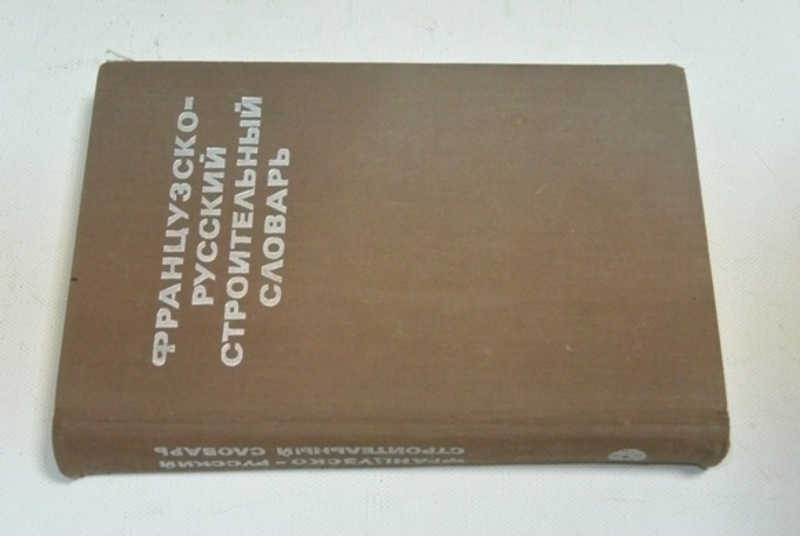 ФРАНЦУЗСКО-
РУССКИЙ
СТРОИТЕЛЬНЫЙ
СЛОВАРЬ
ФРАНЦУЗСКО-РУССКИЙ
СТРОИТЕЛЬНЫЙ СЛОВАРЬ